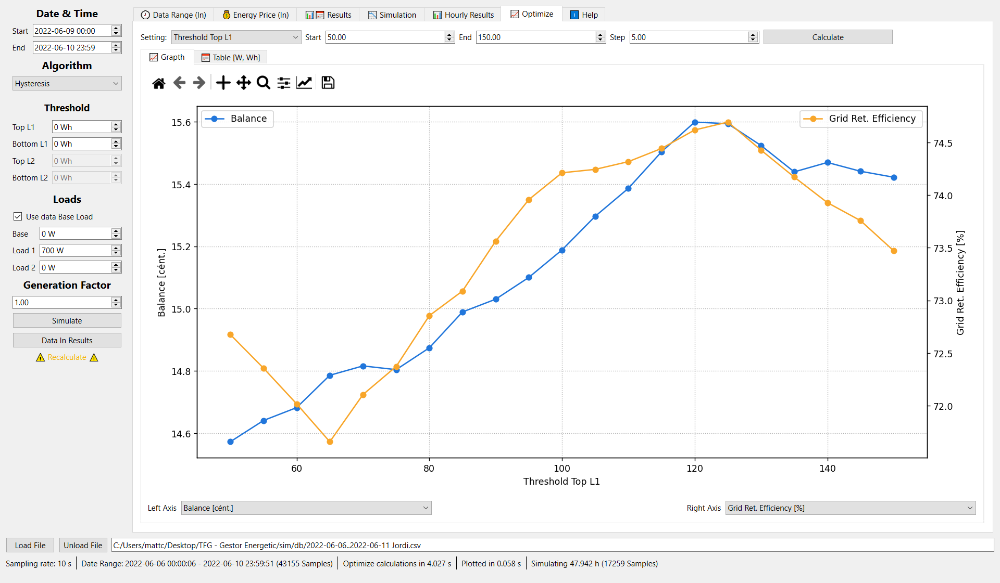 Date & Time
Start 2022-06-09 00:00
End 2022-06-10 23:59
Algorithm
Hysteresis
Threshold
Top L1 0 Wh
Bottom L1 0 Wh
Top L2 0 Wh
Bottom L2 0 Wh
Loads
Use data Base Load
Base 0 W
Load 1 700 W
Load 2 0 W
Generation Factor
1.00
Simulate
Data In Results
Recalculate
Data Range (In) Energy Price (In) Results Simulation Hourly Results Optimize Help
Setting: Threshold Top L1 Start 50.00 End 150.00 Step 5.00 Calculate
Grapth Table [W, Wh]
Balance
Grid Ret. Efficiency
15.6
15.4
15.2
15.0
14.8
14.6
Balance [cént.]
74.5
74.0
73.5
73.0
72.5
72.0
Grid Ret. Efficiency [%]
60 80 100 120 140
Threshold Top L1
Left Axis Balance [cént.] Right Axis Grid Ret. Efficiency [%]
Load File Unload File C:/Users/mattc/Desktop/TFG - Gestor Energetic/sim/db/2022-06-06..2022-06-11 Jordi.csv
Sampling rate: 10 s Date Range: 2022-06-06 00:00:06 - 2022-06-10 23:59:51 (43155 Samples) Optimize calculations in 4.027 s Plotted in 0.058 s Simulating 47.942 h (17259 Samples)